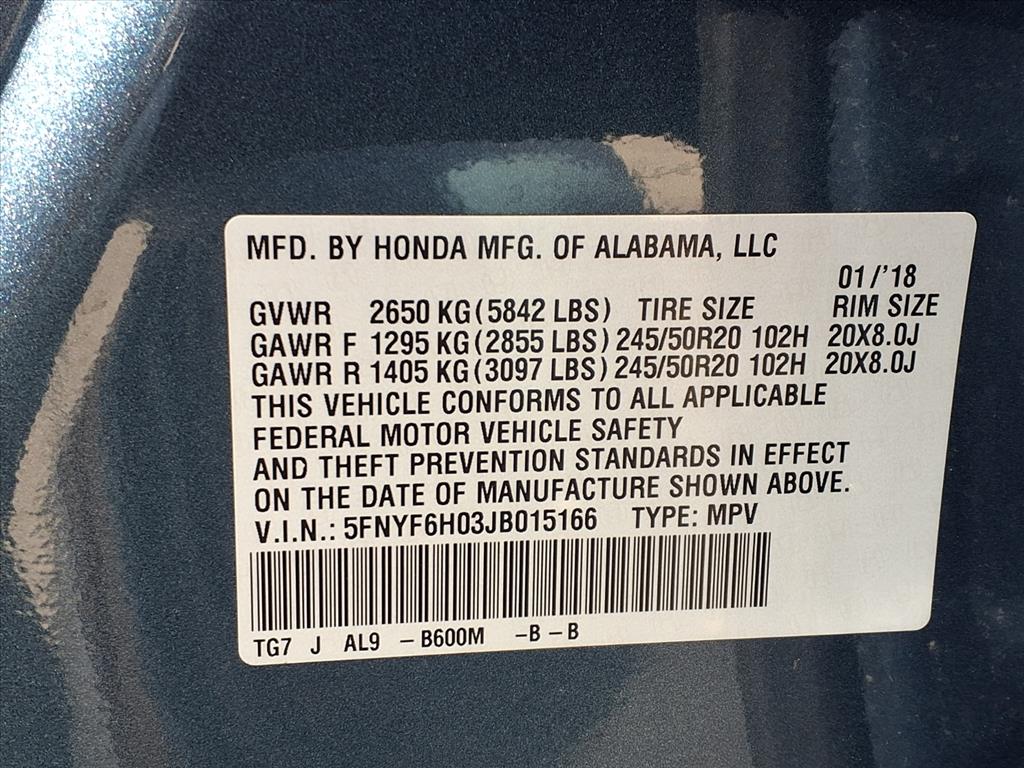 MFD. BY HONDA MFG. OF ALABAMA, LLC
01/'18
GVWR 2650 KG (5842 LBS) TIRE SIZE RIM SIZE
GAWR F 1295 KG (2855 LBS) 245/50R20 102H 20X8.0J
GAWR R 1405 KG (3097 LBS) 245/50R20 102H 20X8.0J
THIS VEHICLE CONFORMS TO ALL APPLICABLE
FEDERAL MOTOR VEHICLE SAFETY
AND THEFT PREVENTION STANDARDS IN EFFECT
ON THE DATE OF MANUFACTURE SHOWN ABOVE.
V.I.N.: 5FNYF6H03JB015166 TYPE: MPV
TG7 J AL9 – B600M –B – B